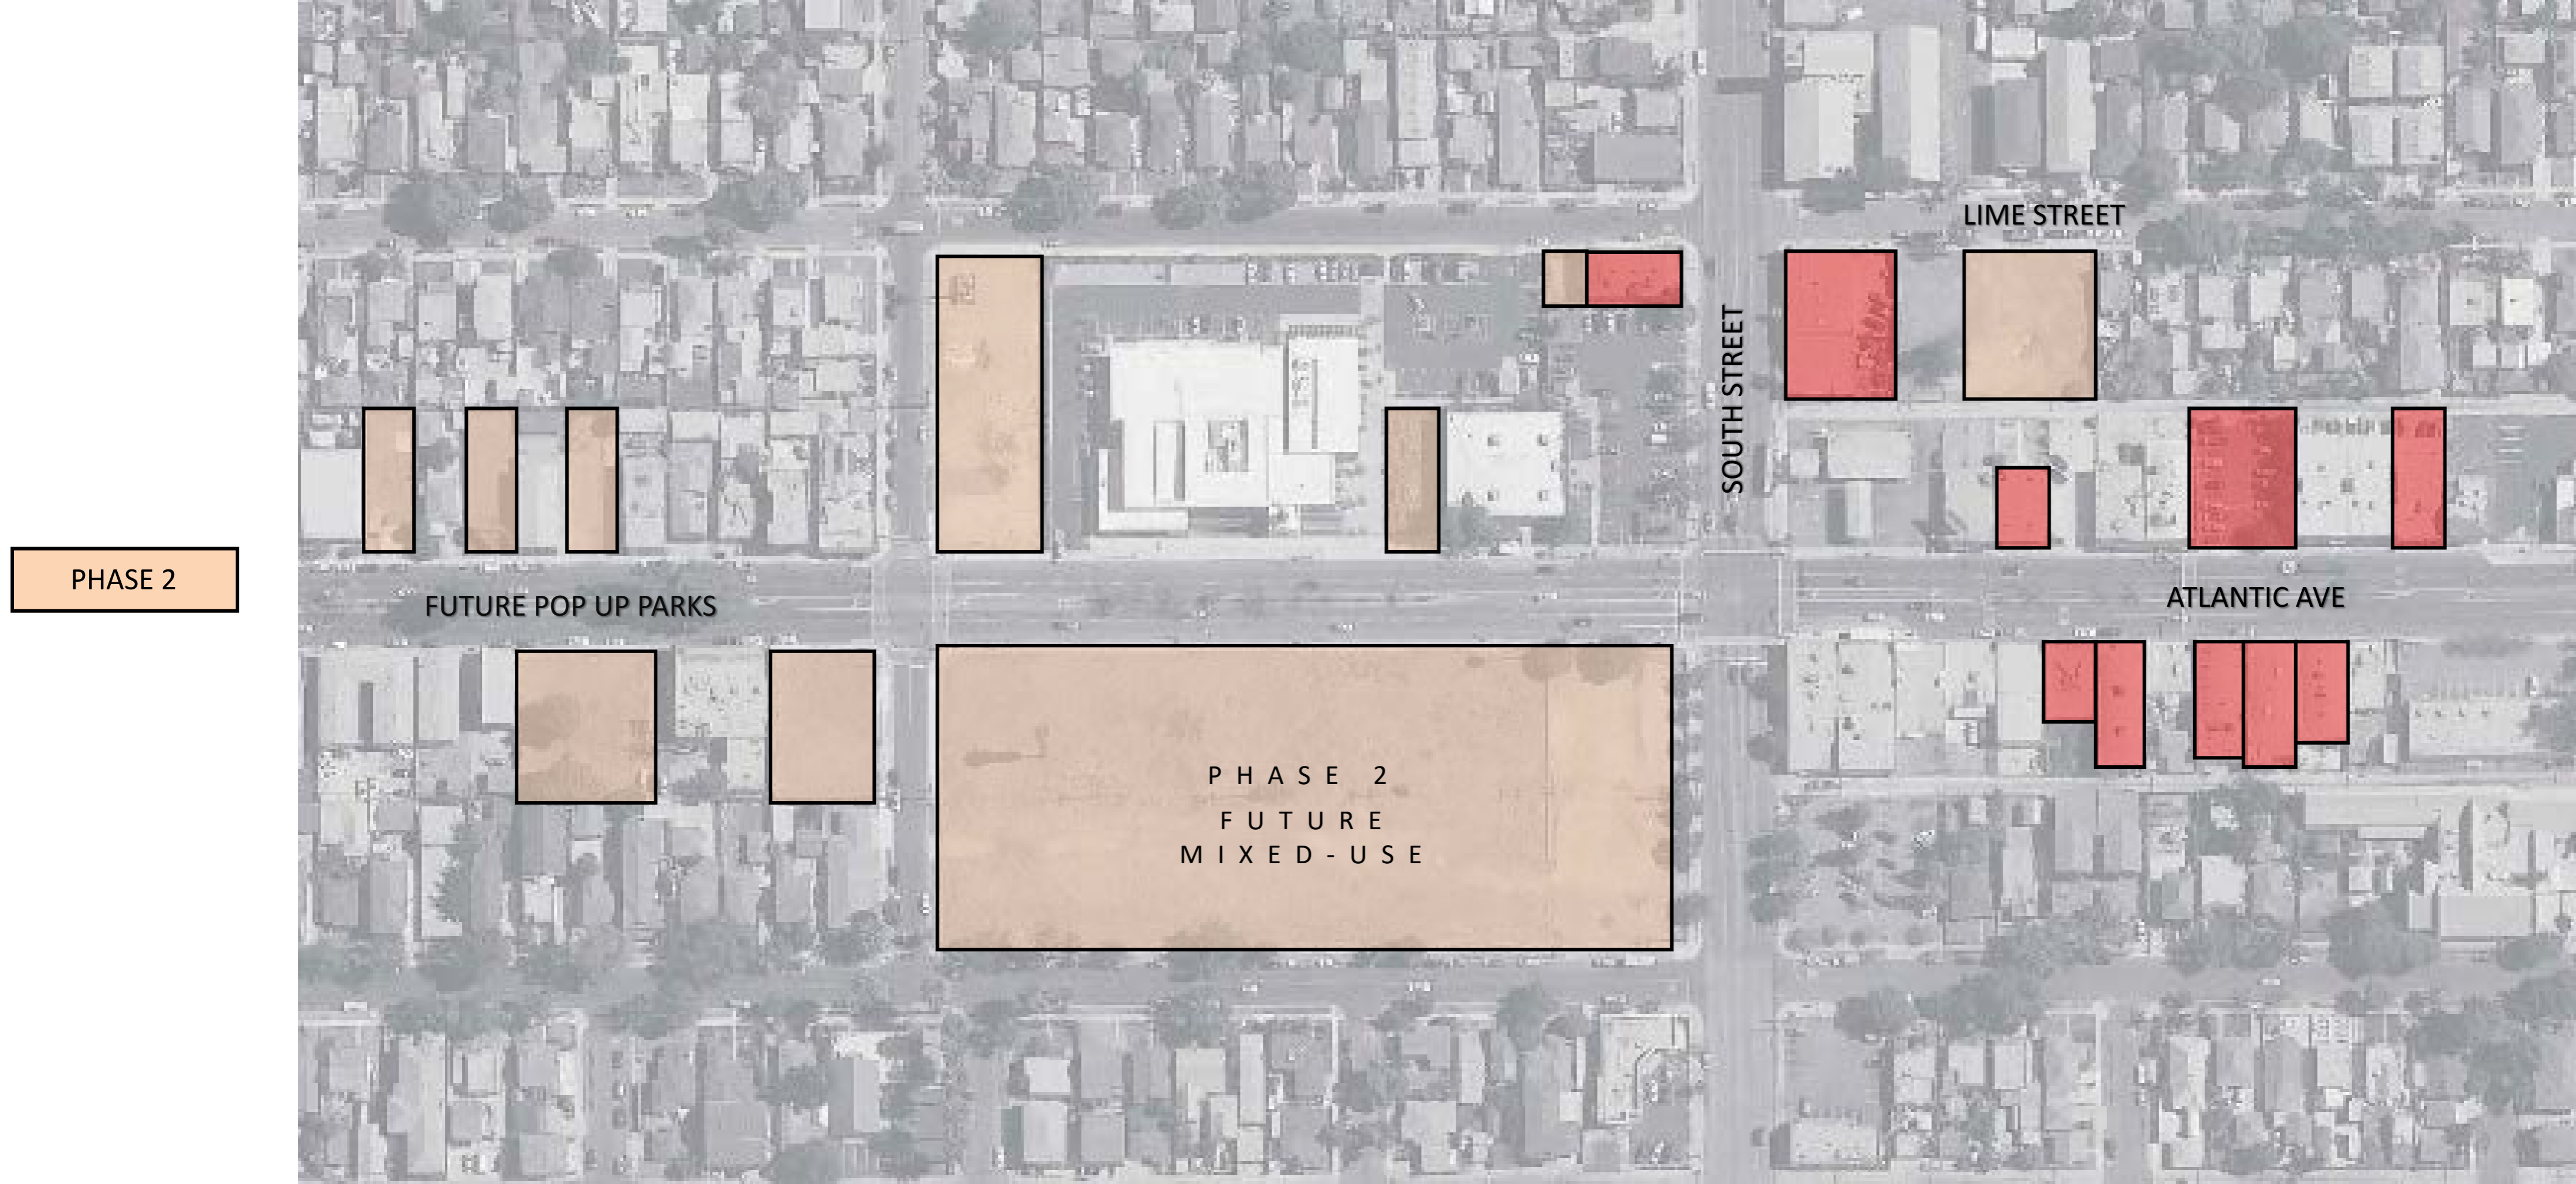 LIME STREET
SOUTH STREET
PHASE 2
FUTURE POP UP PARKS
ATLANTIC AVE
PHASE 2
FUTURE
MIXED-USE